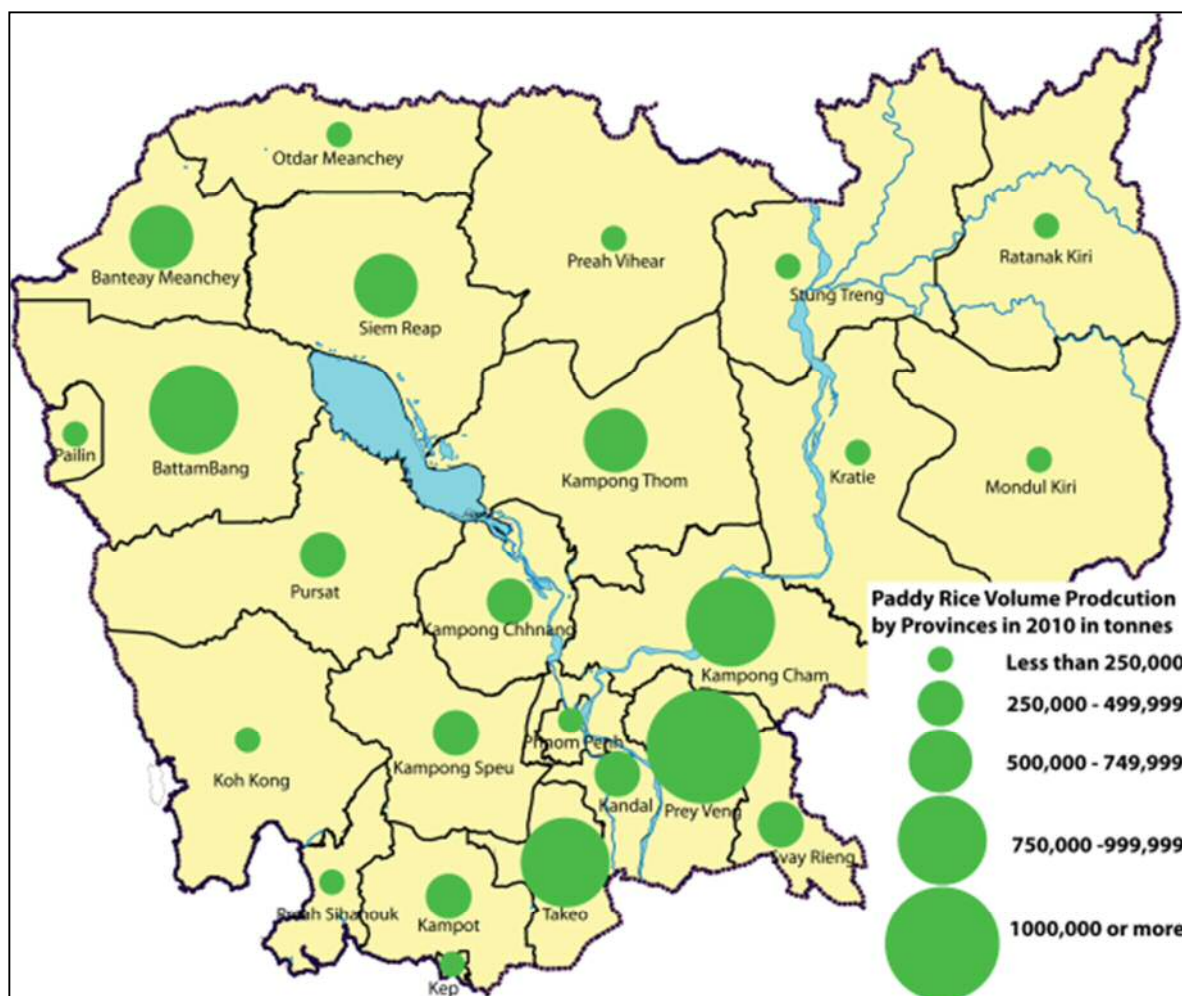 Otdar Meanchey
Banteay Meanchey
Siem Reap
Preah Vihear
Stung Treng
Ratanak Kiri
Pailin
BattamBang
Kampong Thom
Kratie
Mondul Kiri
Pursat
Kampong Chhnang
Kampong Cham
Koh Kong
Kampong Speu
Phnom Penh
Kandal
Prey Veng
Svay Rieng
Preah Sihanouk
Kampot
Takeo
Kep
Paddy Rice Volume Prodcution
by Provinces in 2010 in tonnes
Less than 250,000
250,000 - 499,999
500,000 - 749,999
750,000 -999,999
1000,000 or more